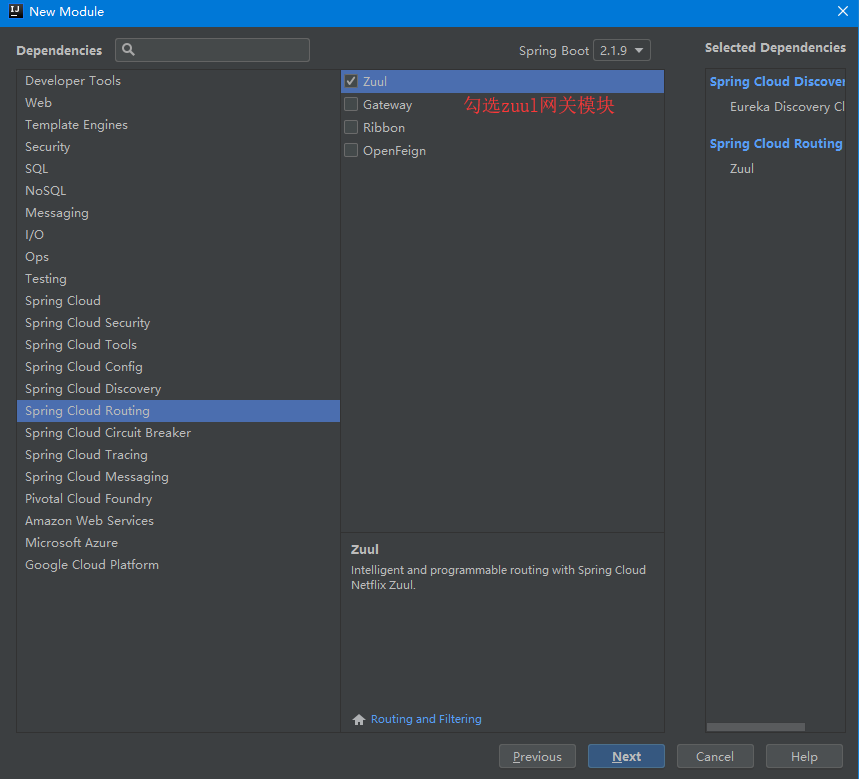 New Module
Dependencies
Spring Boot 2.1.9
Selected Dependencies
Developer Tools
Web
Template Engines
Security
SQL
NoSQL
Messaging
I/O
Ops
Testing
Spring Cloud
Spring Cloud Security
Spring Cloud Tools
Spring Cloud Config
Spring Cloud Discovery
Spring Cloud Routing
Spring Cloud Circuit Breaker
Spring Cloud Tracing
Spring Cloud Messaging
Pivotal Cloud Foundry
Amazon Web Services
Microsoft Azure
Google Cloud Platform
Zuul
Gateway
勾选zuul网关模块
Ribbon
OpenFeign
Zuul
Intelligent and programmable routing with Spring Cloud
Netflix Zuul.
Routing and Filtering
Spring Cloud Discover
Eureka Discovery Cl
Spring Cloud Routing
Zuul
Previous
Next
Cancel
Help